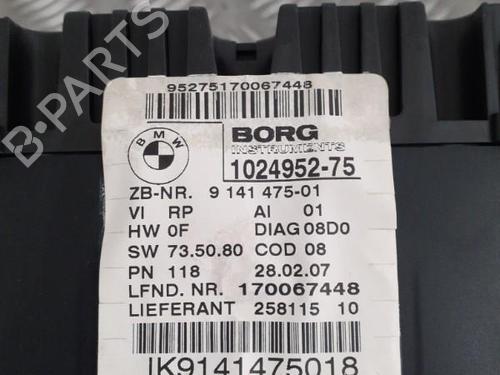 95275170067448
BMW
BORG
INSTRUMENTS
1024952-75
ZB-NR. 9 141 475-01
VI RP AI 01
HW 0F DIAG 08D0
SW 73.50.80 COD 08
PN 118 28.02.07
LFND. NR. 170067448
LIEFERANT 258115 10
IK9141475018
B-PARTS